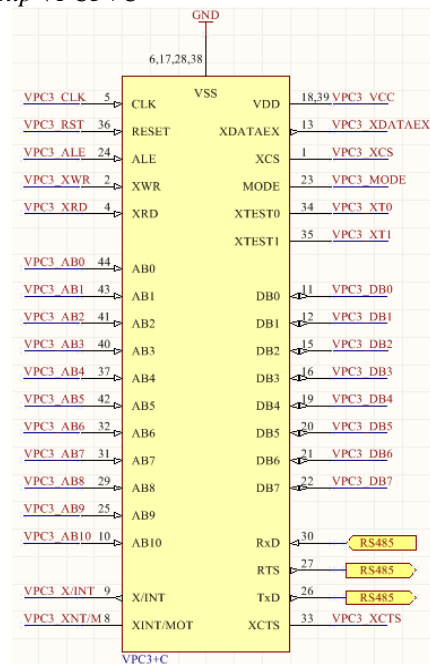 GND
6,17,28,38
VSS
VPC3_CLK 5 CLK VDD 18,39 VPC3_VCC
VPC3_RST 36 RESET XDATAEX 13 VPC3_XDATAEX
VPC3_ALE 24 ALE XCS 1 VPC3_XCS
VPC3_XWR 2 XWR MODE 23 VPC3_MODE
VPC3_XRD 4 XRD XTEST0 34 VPC3_XT0
XTEST1 35 VPC3_XT1
VPC3_AB0 44 AB0
VPC3_AB1 43 AB1 DB0 11 VPC3_DB0
VPC3_AB2 41 AB2 DB1 12 VPC3_DB1
VPC3_AB3 40 AB3 DB2 15 VPC3_DB2
VPC3_AB4 37 AB4 DB3 16 VPC3_DB3
VPC3_AB5 42 AB5 DB4 19 VPC3_DB4
VPC3_AB6 32 AB6 DB5 20 VPC3_DB5
VPC3_AB7 31 AB7 DB6 21 VPC3_DB6
VPC3_AB8 29 AB8 DB7 22 VPC3_DB7
VPC3_AB9 25 AB9
VPC3_AB10 10 AB10 RxD 30 RS485
RTS 27 RS485
VPC3_X/INT 9 X/INT TxD 26 RS485
VPC3_XNT/M 8 XINT/MOT XCTS 33 VPC3_XCTS
VPC3+C